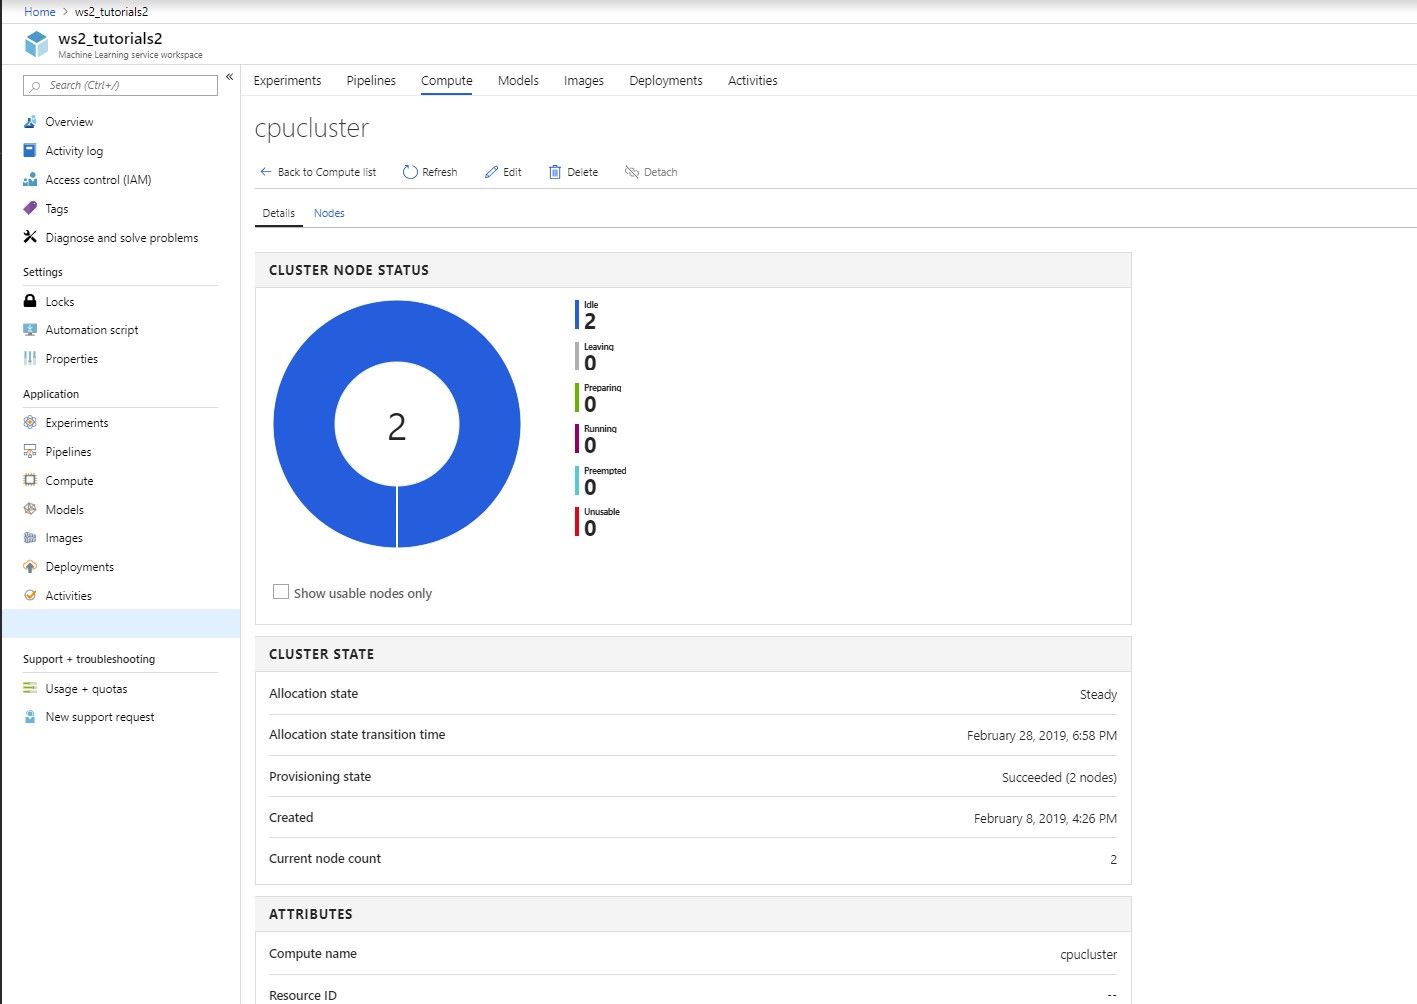 Home > ws2_tutorials2
ws2_tutorials2
Machine Learning service workspace
Search (Ctrl+/)
«
Overview
Activity log
Access control (IAM)
Tags
Diagnose and solve problems
Settings
Locks
Automation script
Properties
Application
Experiments
Pipelines
Compute
Models
Images
Deployments
Activities
Support + troubleshooting
Usage + quotas
New support request
Experiments Pipelines Compute Models Images Deployments Activities
cpucluster
Back to Compute list Refresh Edit Delete Detach
Details Nodes
CLUSTER NODE STATUS
2
Idle
2
Leaving
0
Preparing
0
Running
0
Preempted
0
Unusable
0
Show usable nodes only
CLUSTER STATE
Allocation state Steady
Allocation state transition time February 28, 2019, 6:58 PM
Provisioning state Succeeded (2 nodes)
Created February 8, 2019, 4:26 PM
Current node count 2
ATTRIBUTES
Compute name cpucluster
Resource ID --